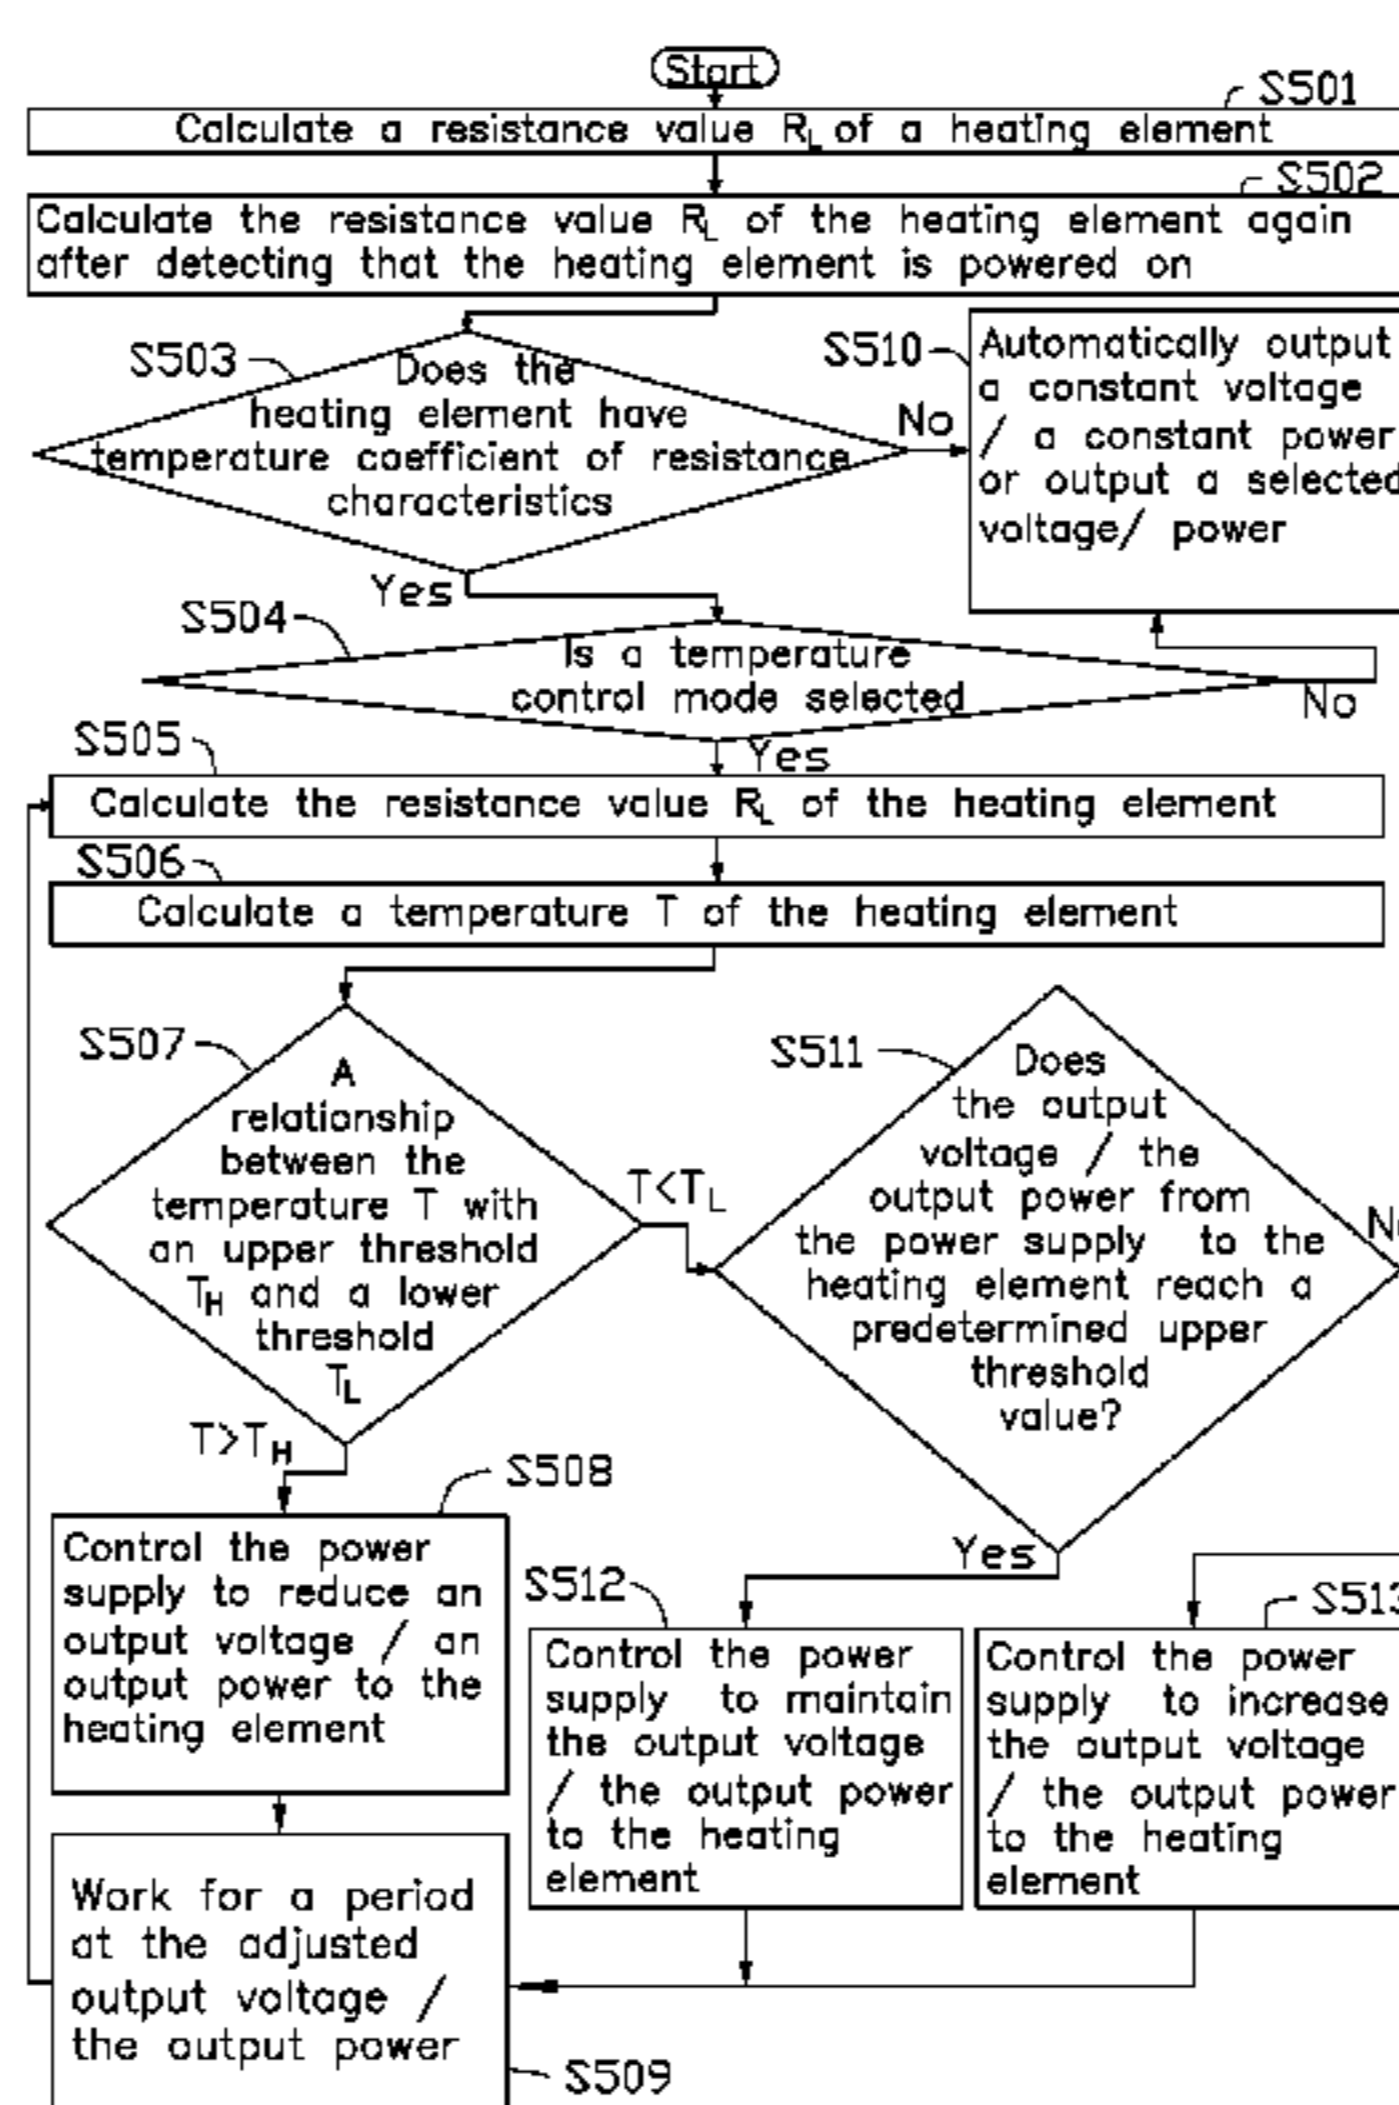 Start
S501
Calculate a resistance value RL of a heating element
S502
Calculate the resistance value RL of the heating element again
after detecting that the heating element is powered on
S503
Does the
heating element have
temperature coefficient of resistance
characteristics
No
S510
Automatically output
a constant voltage
/ a constant power
or output a selected
voltage/ power
Yes
S504
Is a temperature
control mode selected
No
Yes
S505
Calculate the resistance value RL of the heating element
S506
Calculate a temperature T of the heating element
S507
A
relationship
between the
temperature T with
an upper threshold
TH and a lower
threshold
TL
T<TL
S511
Does
the output
voltage / the
output power from
the power supply to the
heating element reach a
predetermined upper
threshold
value?
No
T>TH
S508
Control the power
supply to reduce an
output voltage / an
output power to the
heating element
Yes
S512
Control the power
supply to maintain
the output voltage
/ the output power
to the heating
element
S513
Control the power
supply to increase
the output voltage
/ the output power
to the heating
element
Work for a period
at the adjusted
output voltage /
the output power
S509